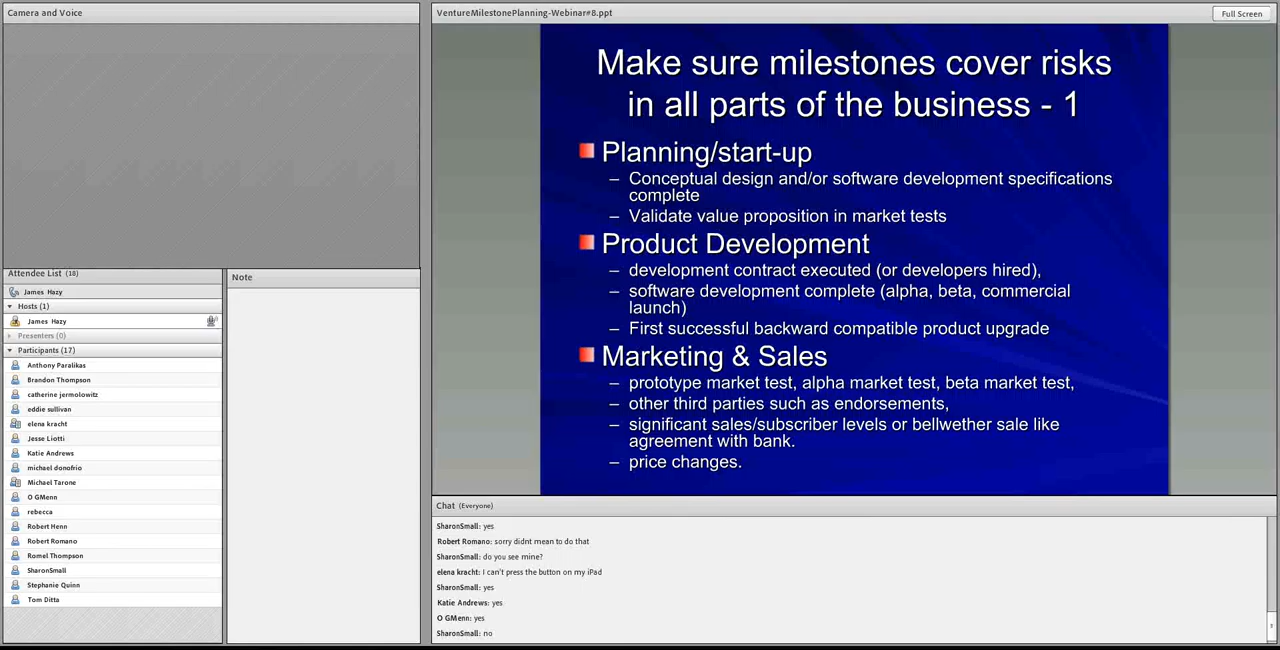 Camera and Voice
VentureMilestonePlanning-Webinar#8.ppt
Full Screen
Make sure milestones cover risks
in all parts of the business - 1
Planning/start-up
– Conceptual design and/or software development specifications
complete
– Validate value proposition in market tests
Product Development
– development contract executed (or developers hired),
– software development complete (alpha, beta, commercial
launch)
– First successful backward compatible product upgrade
Marketing & Sales
– prototype market test, alpha market test, beta market test,
– other third parties such as endorsements,
– significant sales/subscriber levels or bellwether sale like
agreement with bank.
– price changes.
Attendee List (18)
James Hazy
Hosts (1)
James Hazy
Presenters (0)
Participants (17)
Anthony Paralikas
Brandon Thompson
catherine jermolowitz
eddie sullivan
elena kracht
Jesse Liotti
Katie Andrews
michael donofrio
Michael Tarone
O GMenn
rebecca
Robert Henn
Robert Romano
Romel Thompson
SharonSmall
Stephanie Quinn
Tom Ditta
Note
Chat (Everyone)
SharonSmall: yes
Robert Romano: sorry didnt mean to do that
SharonSmall: do you see mine?
elena kracht: I can't press the button on my iPad
SharonSmall: yes
Katie Andrews: yes
O GMenn: yes
SharonSmall: no